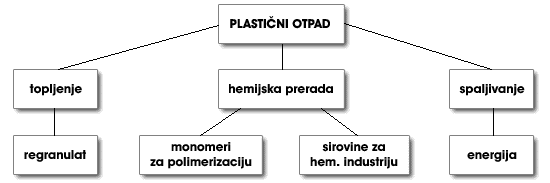 PLASTIČNI OTPAD
topljenje
hemijska prerada
spaljivanje
regranulat
monomeri
za polimerizaciju
sirovine za
hem. industriju
energija